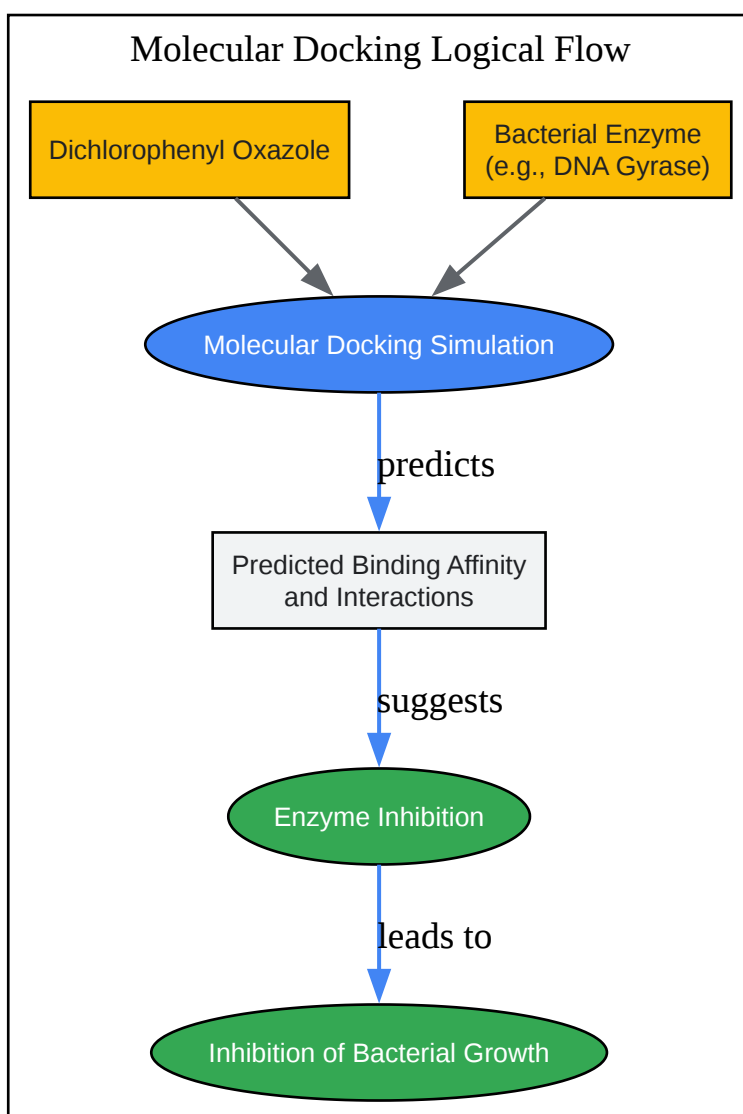 Molecular Docking Logical Flow
Dichlorophenyl Oxazole
Bacterial Enzyme
(e.g., DNA Gyrase)
Molecular Docking Simulation
predicts
Predicted Binding Affinity
and Interactions
suggests
Enzyme Inhibition
leads to
Inhibition of Bacterial Growth